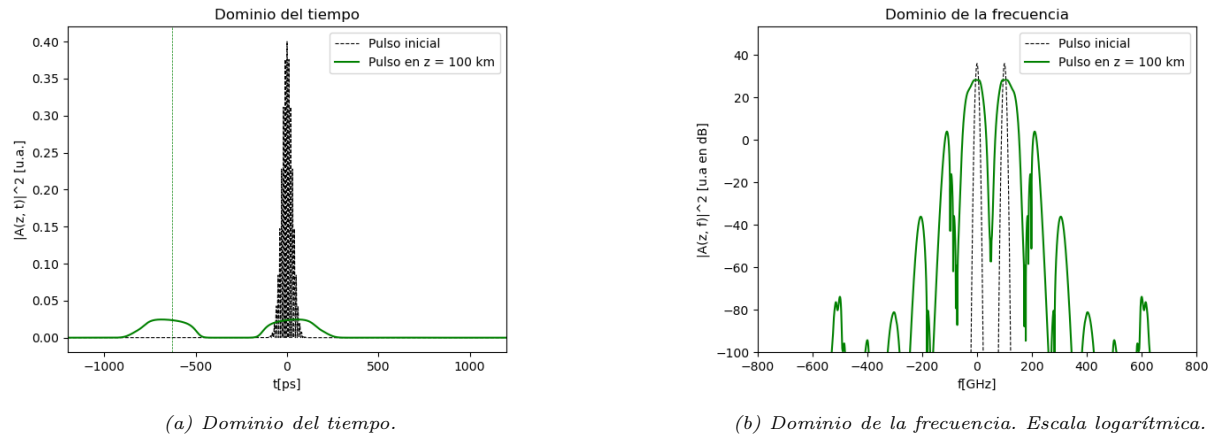 Dominio del tiempo
|A(z, t)|^2 [u.a.]
0.40
0.35
0.30
0.25
0.20
0.15
0.10
0.05
0.00
Pulso inicial
Pulso en z = 100 km
−1000
−500
0
500
1000
t[ps]
(a) Dominio del tiempo.
Dominio de la frecuencia
|A(z, f)|^2 [u.a en dB]
40
20
0
−20
−40
−60
−80
−100
Pulso inicial
Pulso en z = 100 km
−800
−600
−400
−200
0
200
400
600
800
f[GHz]
(b) Dominio de la frecuencia. Escala logarítmica.